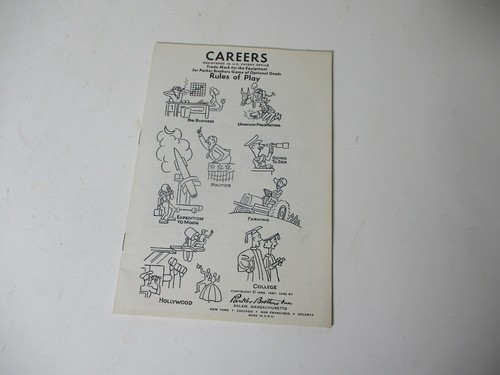 CAREERS
REGISTERED IN U.S. PATENT OFFICE
Trade Mark for the Equipment
for Parker Brothers Game of Optional Goals
Rules of Play
BIG BUSINESS
URANIUM PROSPECTING
POLITICS
GOING
TO SEA
EXPEDITION
TO MOON
FARMING
HOLLYWOOD
COLLEGE
Parker Brothers Inc
SALEM, MASSACHUSETTS
NEW YORK • CHICAGO • SAN FRANCISCO • ATLANTA
MADE IN U.S.A.